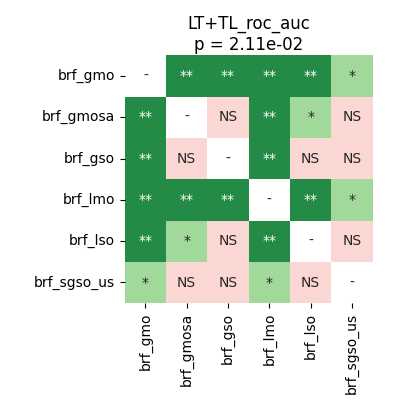 LT+TL_roc_auc
p = 2.11e-02
brf_gmo - ** ** ** ** *
brf_gmosa ** - NS ** * NS
brf_gso ** NS - ** NS NS
brf_lmo ** ** ** - ** *
brf_lso ** * NS ** - NS
brf_sgso_us * NS NS * NS -
brf_gmo
brf_gmosa
brf_gso
brf_lmo
brf_lso
brf_sgso_us